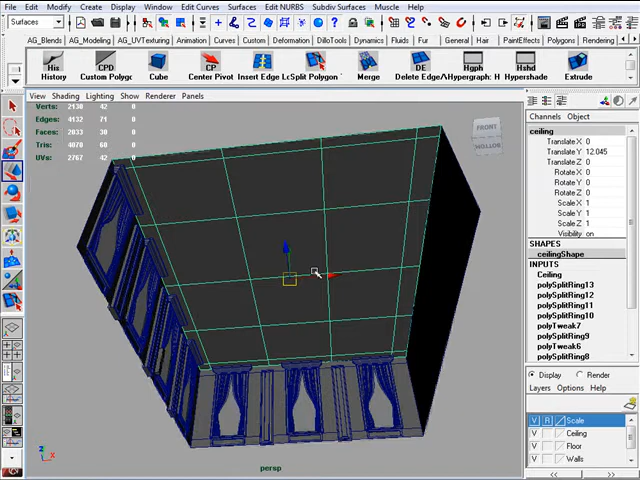 File Edit Modify Create Display Window Edit Curves Surfaces Edit NURBS Subdiv Surfaces Muscle Help
Surfaces
AG_Blends AG_Modeling AG_UVTexturing Animation Curves Custom Deformation DilloTools Dynamics Fluids Fur General Hair PaintEffects Polygons Rendering
His CPD CP DE Hgph Hshd
History Custom Polygo Cube Center Pivot Insert Edge Lc Split Polygon Merge Delete Edge/ Hypergraph: H Hypershade Extrude
View Shading Lighting Show Renderer Panels
Verts: 2130 42 0
Edges: 4132 71 0
Faces: 2033 30 0
Tris: 4070 60 0
UVs: 2767 42 0
FRONT
BOTTOM
persp
Channels Object
ceiling
Translate X 0
Translate Y 12.045
Translate Z 0
Rotate X 0
Rotate Y 0
Rotate Z 0
Scale X 1
Scale Y 1
Scale Z 1
Visibility on
SHAPES
ceilingShape
INPUTS
Ceiling
polySplitRing13
polySplitRing12
polySplitRing11
polySplitRing10
polyTweak7
polySplitRing9
polyTweak6
polySplitRing8
Display Render
Layers Options Help
V R Scale
V Ceiling
V Floor
V Walls